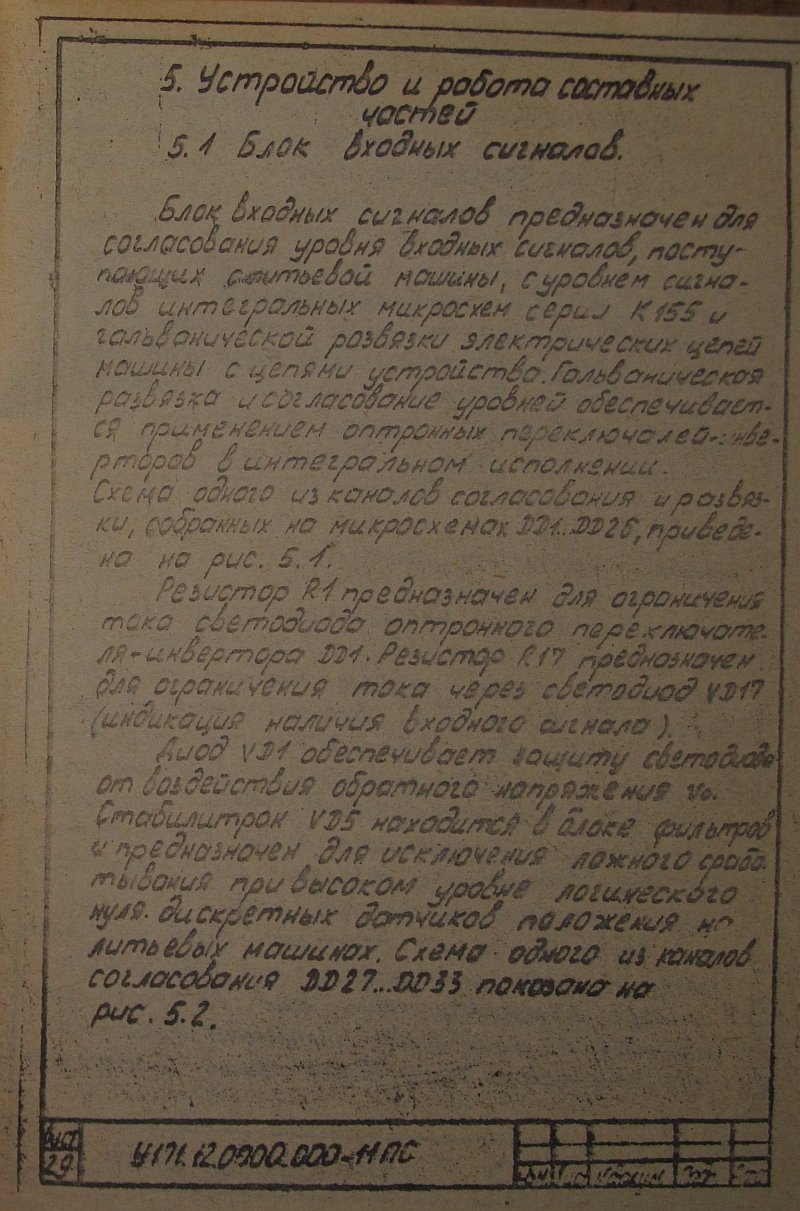 5. Устройство и работа составных
частей
5.1 Блок входных сигналов.
Блок входных сигналов предназначен для
согласования уровня входных сигналов, посту-
пающих с литьевой машины, с уровнем сигна-
лов интегральных микросхем серии К155 и
гальванической развязки электрических цепей
машины с цепями устройства. Гальваническая
развязка и согласование уровней обеспечивает-
ся применением оптронных переключалей-инве-
рторов в интегральном исполнении.
Схема одного из каналов согласования и развяз-
ки, собранных на микросхемах DD1...DD26, приведе-
на на рис. 5.1.
Резистор R1 предназначен для ограничения
тока светодиода оптронного переключате-
ля-инвертора DD1. Резистор R17 предназначен
для ограничения тока через светодиод VD17
(индикация наличия входного сигнала).
Диод VD1 обеспечивает защиту светодиода
от воздействия обратного напряжения
Стабилитрон VD5 находится в блоке фильтров
и предназначен для исключения ложного сраба
тывания при высоком уровне логического
нуля дискретных датчиков положения на
литьевых машинах. Схема одного из каналов
согласования DD27...DD33 показана на
рис. 5.2.
Лист
29